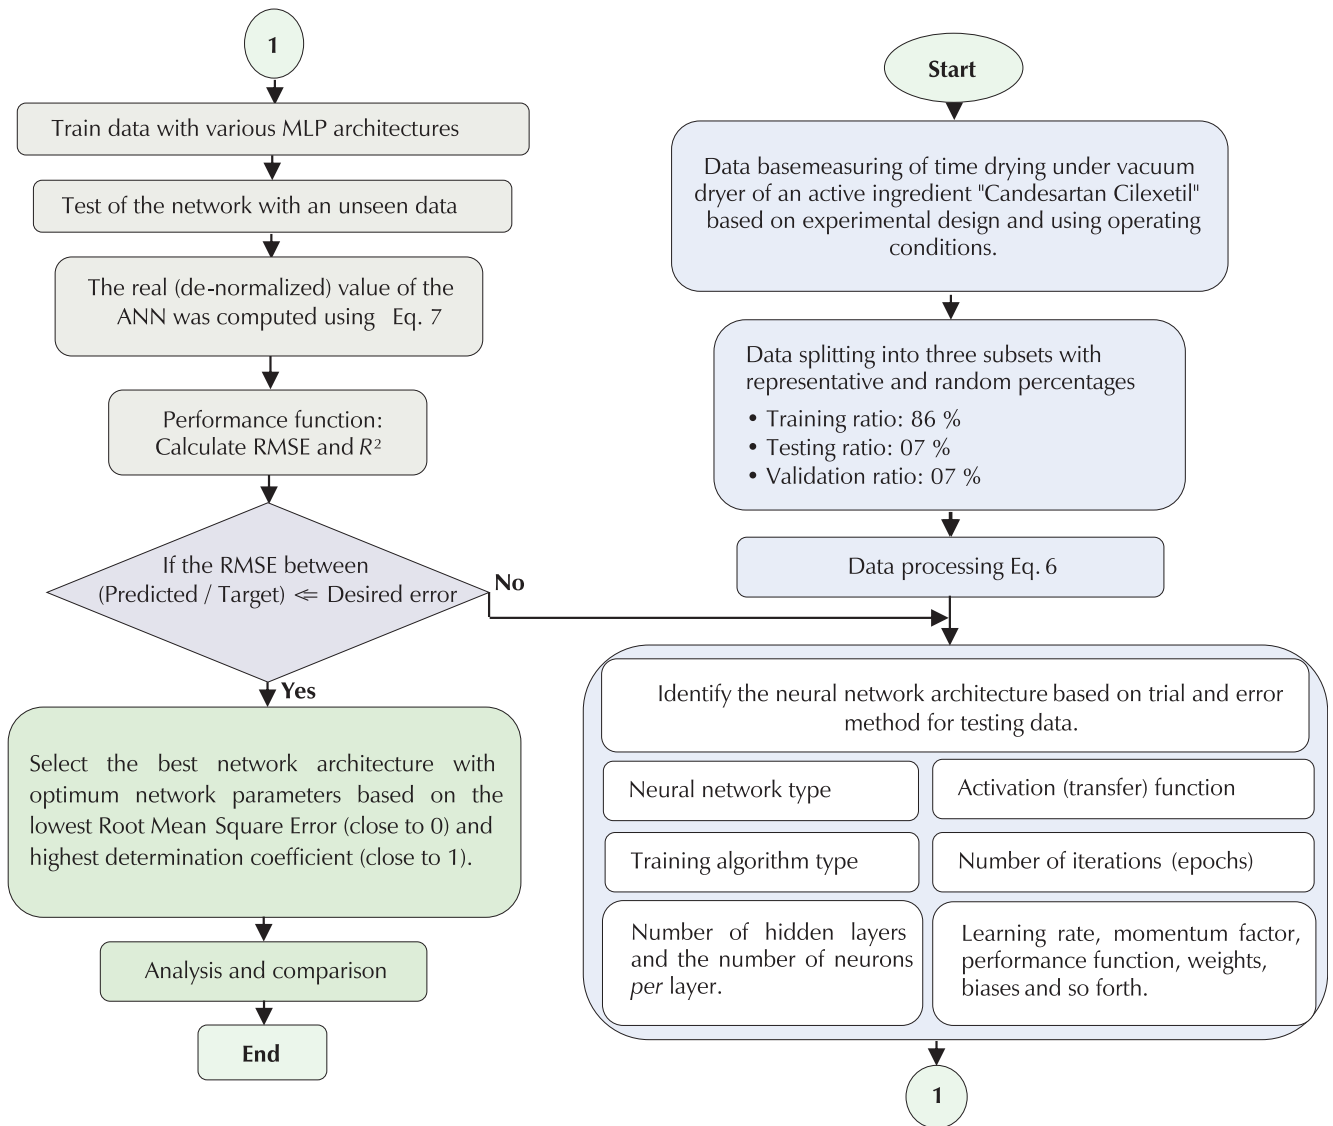 1
Train data with various MLP architectures
Test of the network with an unseen data
The real (de-normalized) value of the
ANN was computed using Eq. 7
Performance function:
Calculate RMSE and R²
If the RMSE between
(Predicted / Target) ⪕ Desired error
No
Yes
Select the best network architecture with
optimum network parameters based on the
lowest Root Mean Square Error (close to 0) and
highest determination coefficient (close to 1).
Analysis and comparison
End
Start
Data basemeasuring of time drying under vacuum
dryer of an active ingredient "Candesartan Cilexetil"
based on experimental design and using operating
conditions.
Data splitting into three subsets with
representative and random percentages
• Training ratio: 86 %
• Testing ratio: 07 %
• Validation ratio: 07 %
Data processing Eq. 6
Identify the neural network architecture based on trial and error
method for testing data.
Neural network type
Activation (transfer) function
Training algorithm type
Number of iterations (epochs)
Number of hidden layers
and the number of neurons
per layer.
Learning rate, momentum factor,
performance function, weights,
biases and so forth.
1